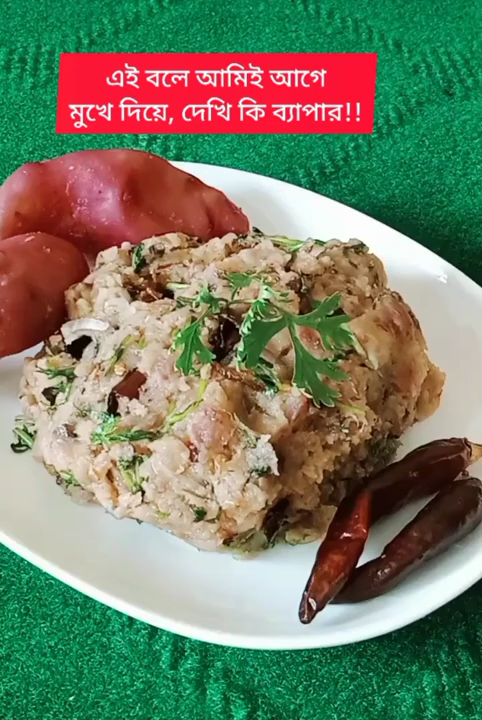 এই বলে আমিই আগে
মুখে দিয়ে, দেখি কি ব্যাপার!!